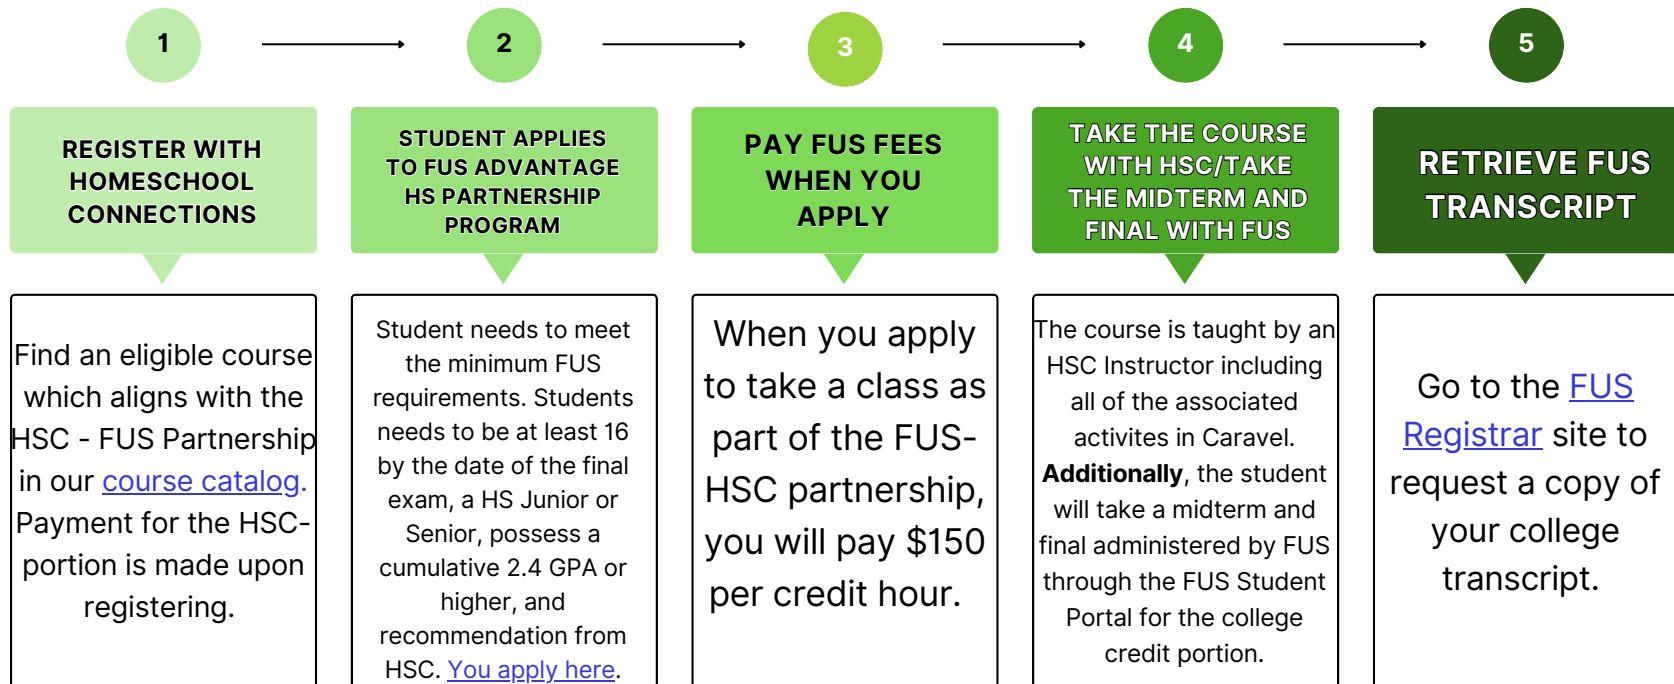 1
2
3
4
5
REGISTER WITH
HOMESCHOOL
CONNECTIONS
STUDENT APPLIES
TO FUS ADVANTAGE
HS PARTNERSHIP
PROGRAM
PAY FUS FEES
WHEN YOU
APPLY
TAKE THE COURSE
WITH HSC/TAKE
THE MIDTERM AND
FINAL WITH FUS
RETRIEVE FUS
TRANSCRIPT
Find an eligible course
which aligns with the
HSC - FUS Partnership
in our course catalog.
Payment for the HSC-
portion is made upon
registering.
Student needs to meet
the minimum FUS
requirements. Students
needs to be at least 16
by the date of the final
exam, a HS Junior or
Senior, possess a
cumulative 2.4 GPA or
higher, and
recommendation from
HSC. You apply here.
When you apply
to take a class as
part of the FUS-
HSC partnership,
you will pay $150
per credit hour.
The course is taught by an
HSC Instructor including
all of the associated
activites in Caravel.
Additionally, the student
will take a midterm and
final administered by FUS
through the FUS Student
Portal for the college
credit portion.
Go to the FUS
Registrar site to
request a copy of
your college
transcript.